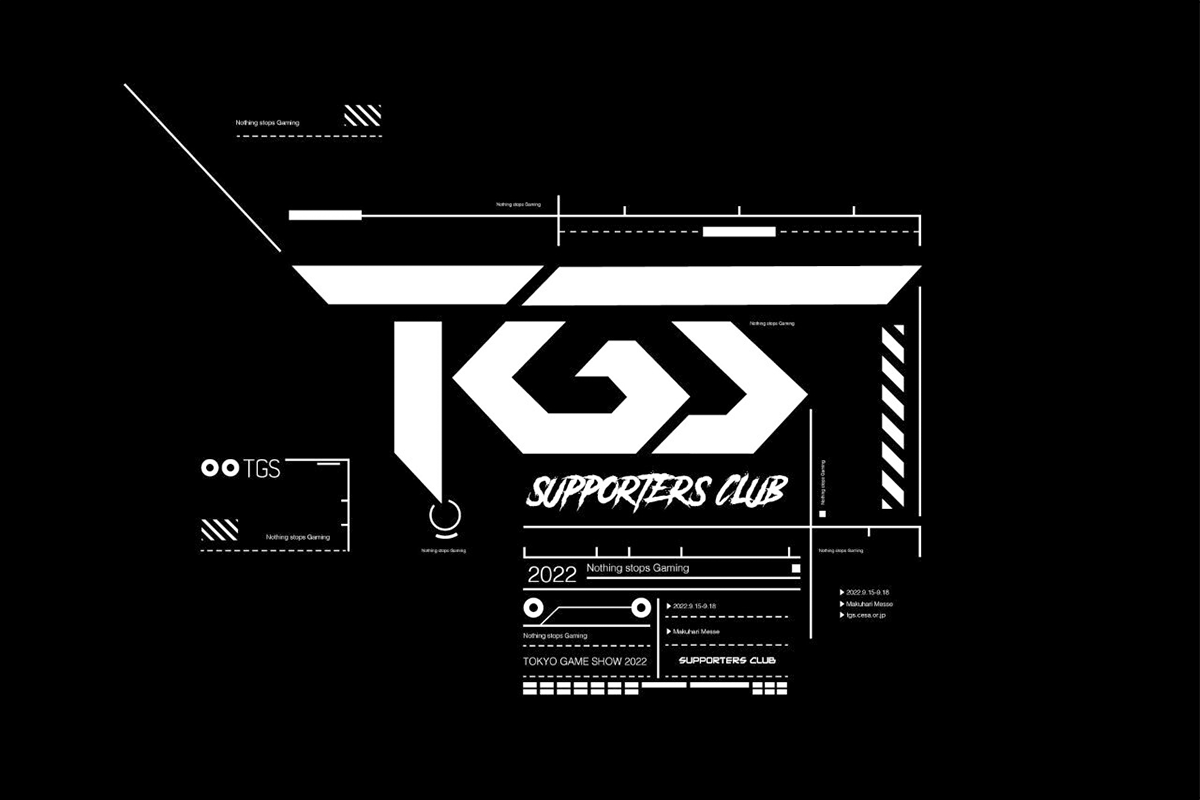 Nothing stops Gaming
Nothing stops Gaming
TGS
Nothing stops Gaming
SUPPORTERS CLUB
Nothing stops Gaming
TGS
Nothing stops Gaming
Nothing stops Gaming
Nothing stops Gaming
2022
Nothing stops Gaming
2022.9.15-9.18
Makuhari Messe
tgs.cesa.or.jp
Nothing stops Gaming
TOKYO GAME SHOW 2022
2022.9.15-9.18
Makuhari Messe
SUPPORTERS CLUB